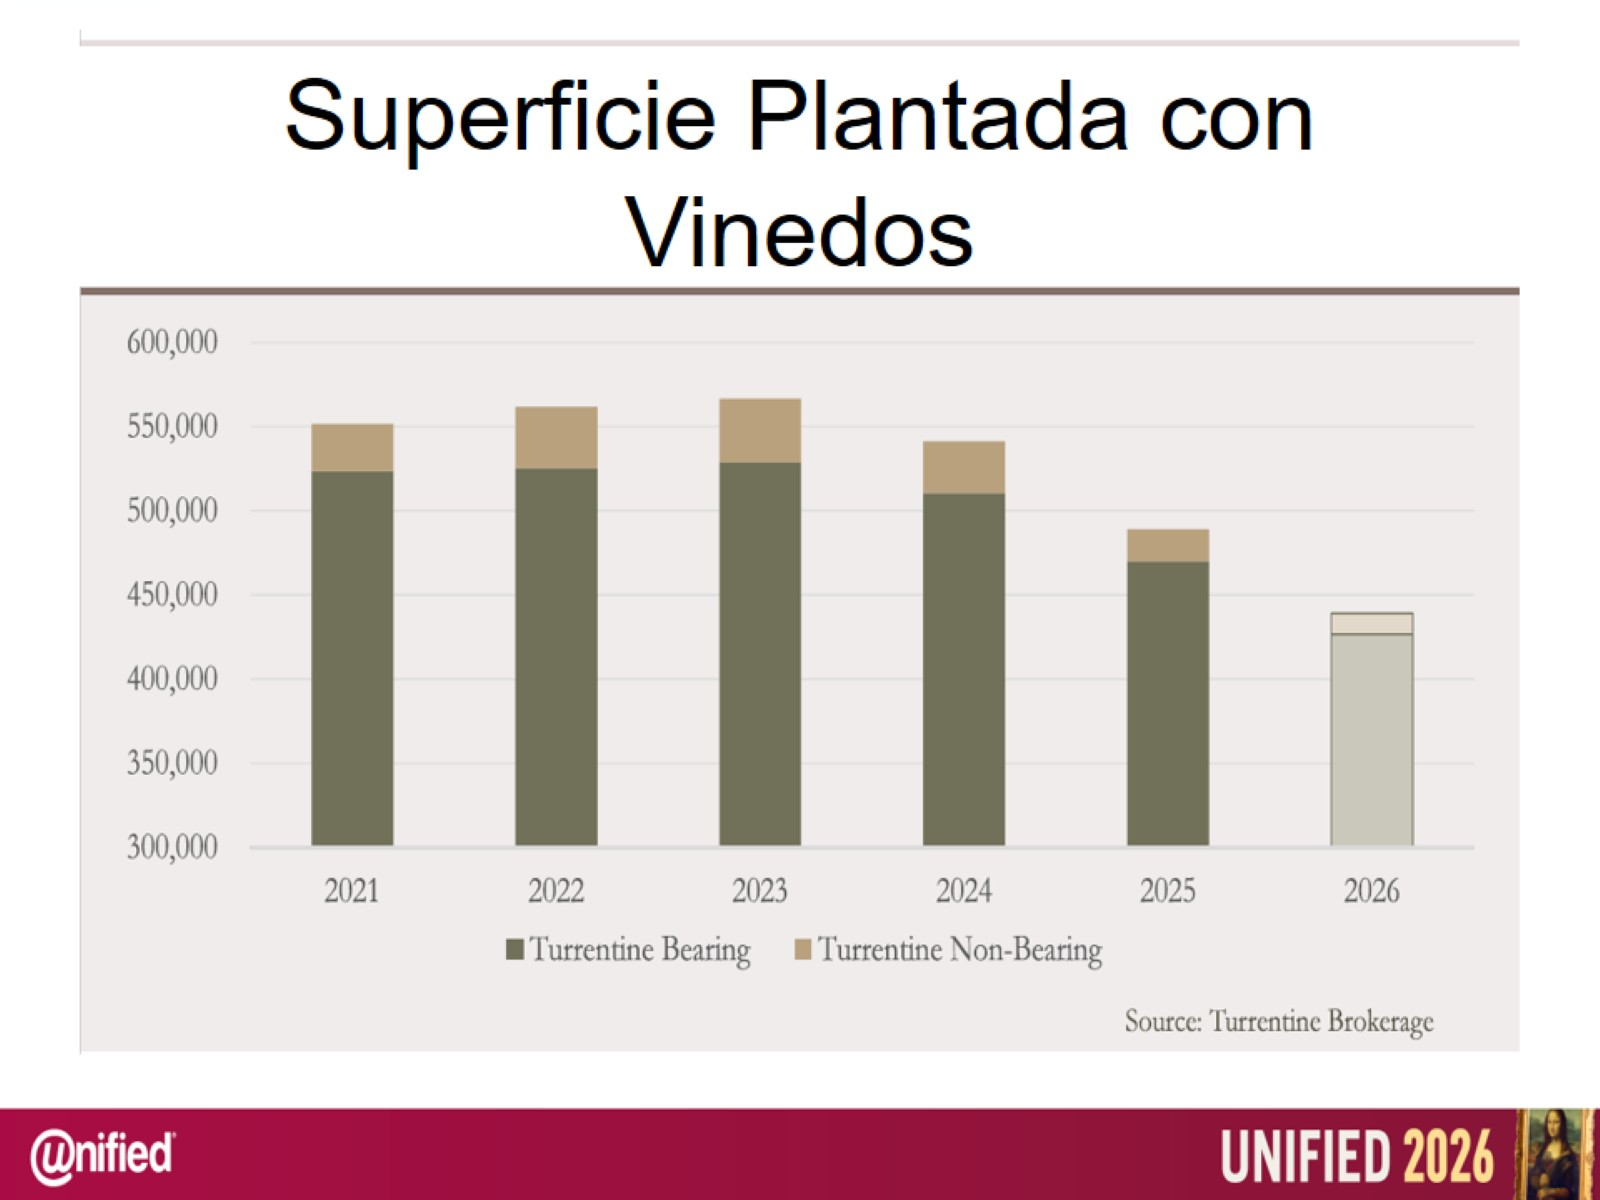 Superficie Plantada con
Vinedos
600,000
550,000
500,000
450,000
400,000
350,000
300,000
2021 2022 2023 2024 2025 2026
Turrentine Bearing Turrentine Non-Bearing
Source: Turrentine Brokerage
@unified UNIFIED 2026